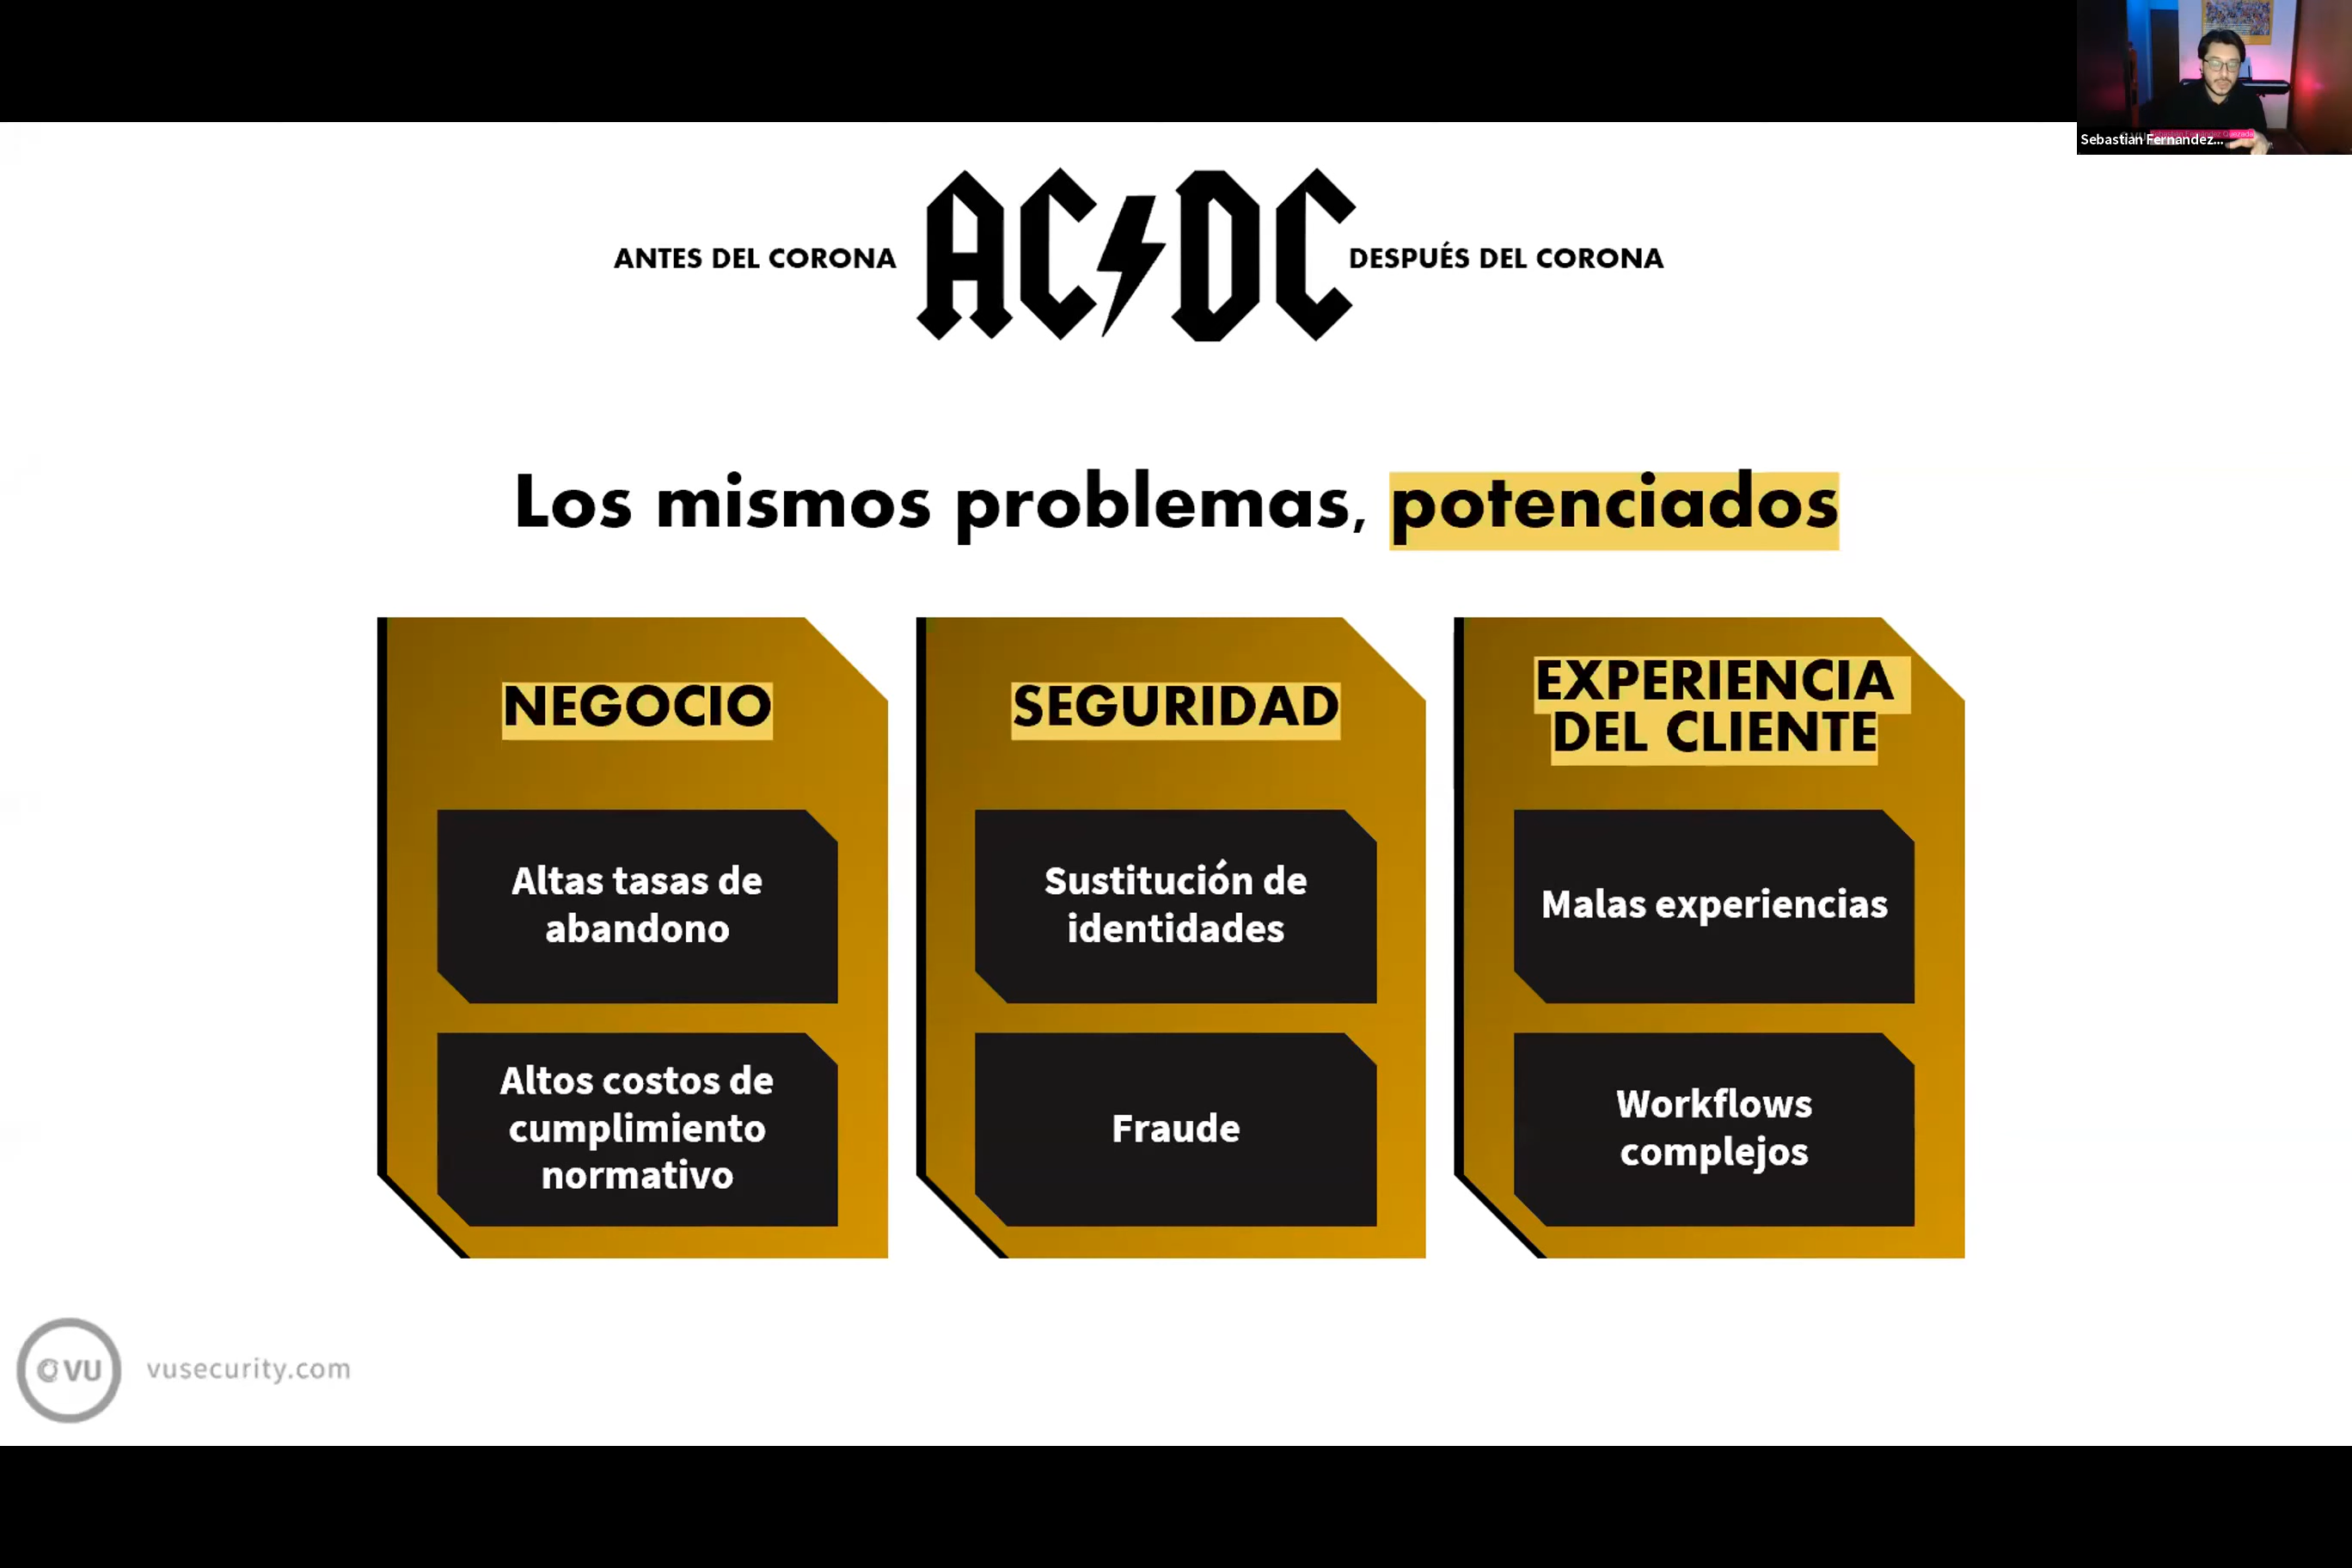 Sebastian Fernandez...
ANTES DEL CORONA
AC DC
DESPUÉS DEL CORONA
Los mismos problemas, potenciados
NEGOCIO
Altas tasas de
abandono
Altos costos de
cumplimiento
normativo
SEGURIDAD
Sustitución de
identidades
Fraude
EXPERIENCIA
DEL CLIENTE
Malas experiencias
Workflows
complejos
VU
vusecurity.com